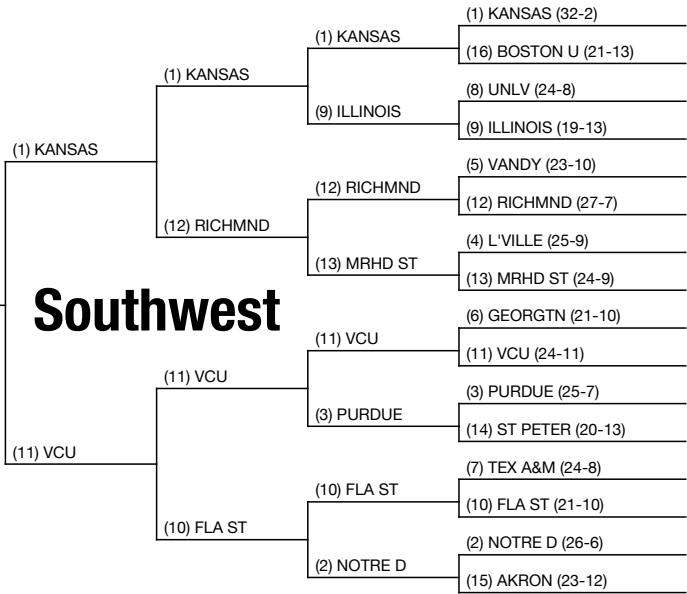 (1) KANSAS (32-2)
(1) KANSAS
(16) BOSTON U (21-13)
(1) KANSAS
(8) UNLV (24-8)
(9) ILLINOIS
(9) ILLINOIS (19-13)
(1) KANSAS
(5) VANDY (23-10)
(12) RICHMND
(12) RICHMND (27-7)
(12) RICHMND
(4) L'VILLE (25-9)
(13) MRHD ST
(13) MRHD ST (24-9)
Southwest
(6) GEORGTN (21-10)
(11) VCU
(11) VCU (24-11)
(11) VCU
(3) PURDUE (25-7)
(3) PURDUE
(14) ST PETER (20-13)
(11) VCU
(7) TEX A&M (24-8)
(10) FLA ST
(10) FLA ST (21-10)
(10) FLA ST
(2) NOTRE D (26-6)
(2) NOTRE D
(15) AKRON (23-12)